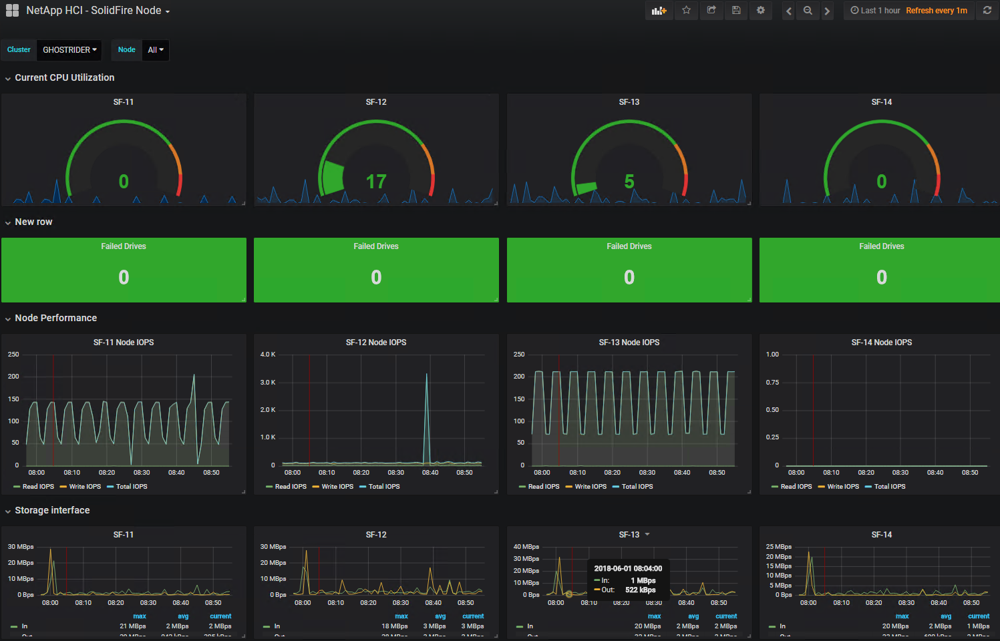 NetApp HCI - SolidFire Node
Last 1 hour Refresh every 1m
Cluster GHOSTRIDER Node All
Current CPU Utilization
SF-11 SF-12 SF-13 SF-14
0 17 5 0
New row
Failed Drives Failed Drives Failed Drives Failed Drives
0 0 0 0
Node Performance
SF-11 Node IOPS
250
200
150
100
50
0
08:00 08:10 08:20 08:30 08:40 08:50
Read IOPS Write IOPS Total IOPS
SF-12 Node IOPS
4.0 K
3.0 K
2.0 K
1.0 K
0
08:00 08:10 08:20 08:30 08:40 08:50
Read IOPS Write IOPS Total IOPS
SF-13 Node IOPS
250
200
150
100
50
0
08:00 08:10 08:20 08:30 08:40 08:50
Read IOPS Write IOPS Total IOPS
SF-14 Node IOPS
1.00
0.75
0.50
0.25
0
08:00 08:10 08:20 08:30 08:40 08:50
Read IOPS Write IOPS Total IOPS
Storage interface
SF-11
30 MBps
20 MBps
10 MBps
0 Bps
08:00 08:10 08:20 08:30 08:40 08:50
max avg current
In 21 MBps 2 MBps 2 MBps
SF-12
30 MBps
20 MBps
10 MBps
0 Bps
08:00 08:10 08:20 08:30 08:40 08:50
max avg current
In 18 MBps 3 MBps 3 MBps
SF-13
40 MBps
30 MBps
20 MBps
10 MBps
0 Bps
2018-06-01 08:04:00
In: 1 MBps
Out: 522 kBps
08:00 08:10 08:20 08:30 08:40 08:50
max avg current
In 20 MBps 2 MBps 2 MBps
SF-14
25 MBps
20 MBps
15 MBps
10 MBps
5 MBps
0 Bps
08:00 08:10 08:20 08:30 08:40 08:50
max avg current
In 20 MBps 2 MBps 1 MBps